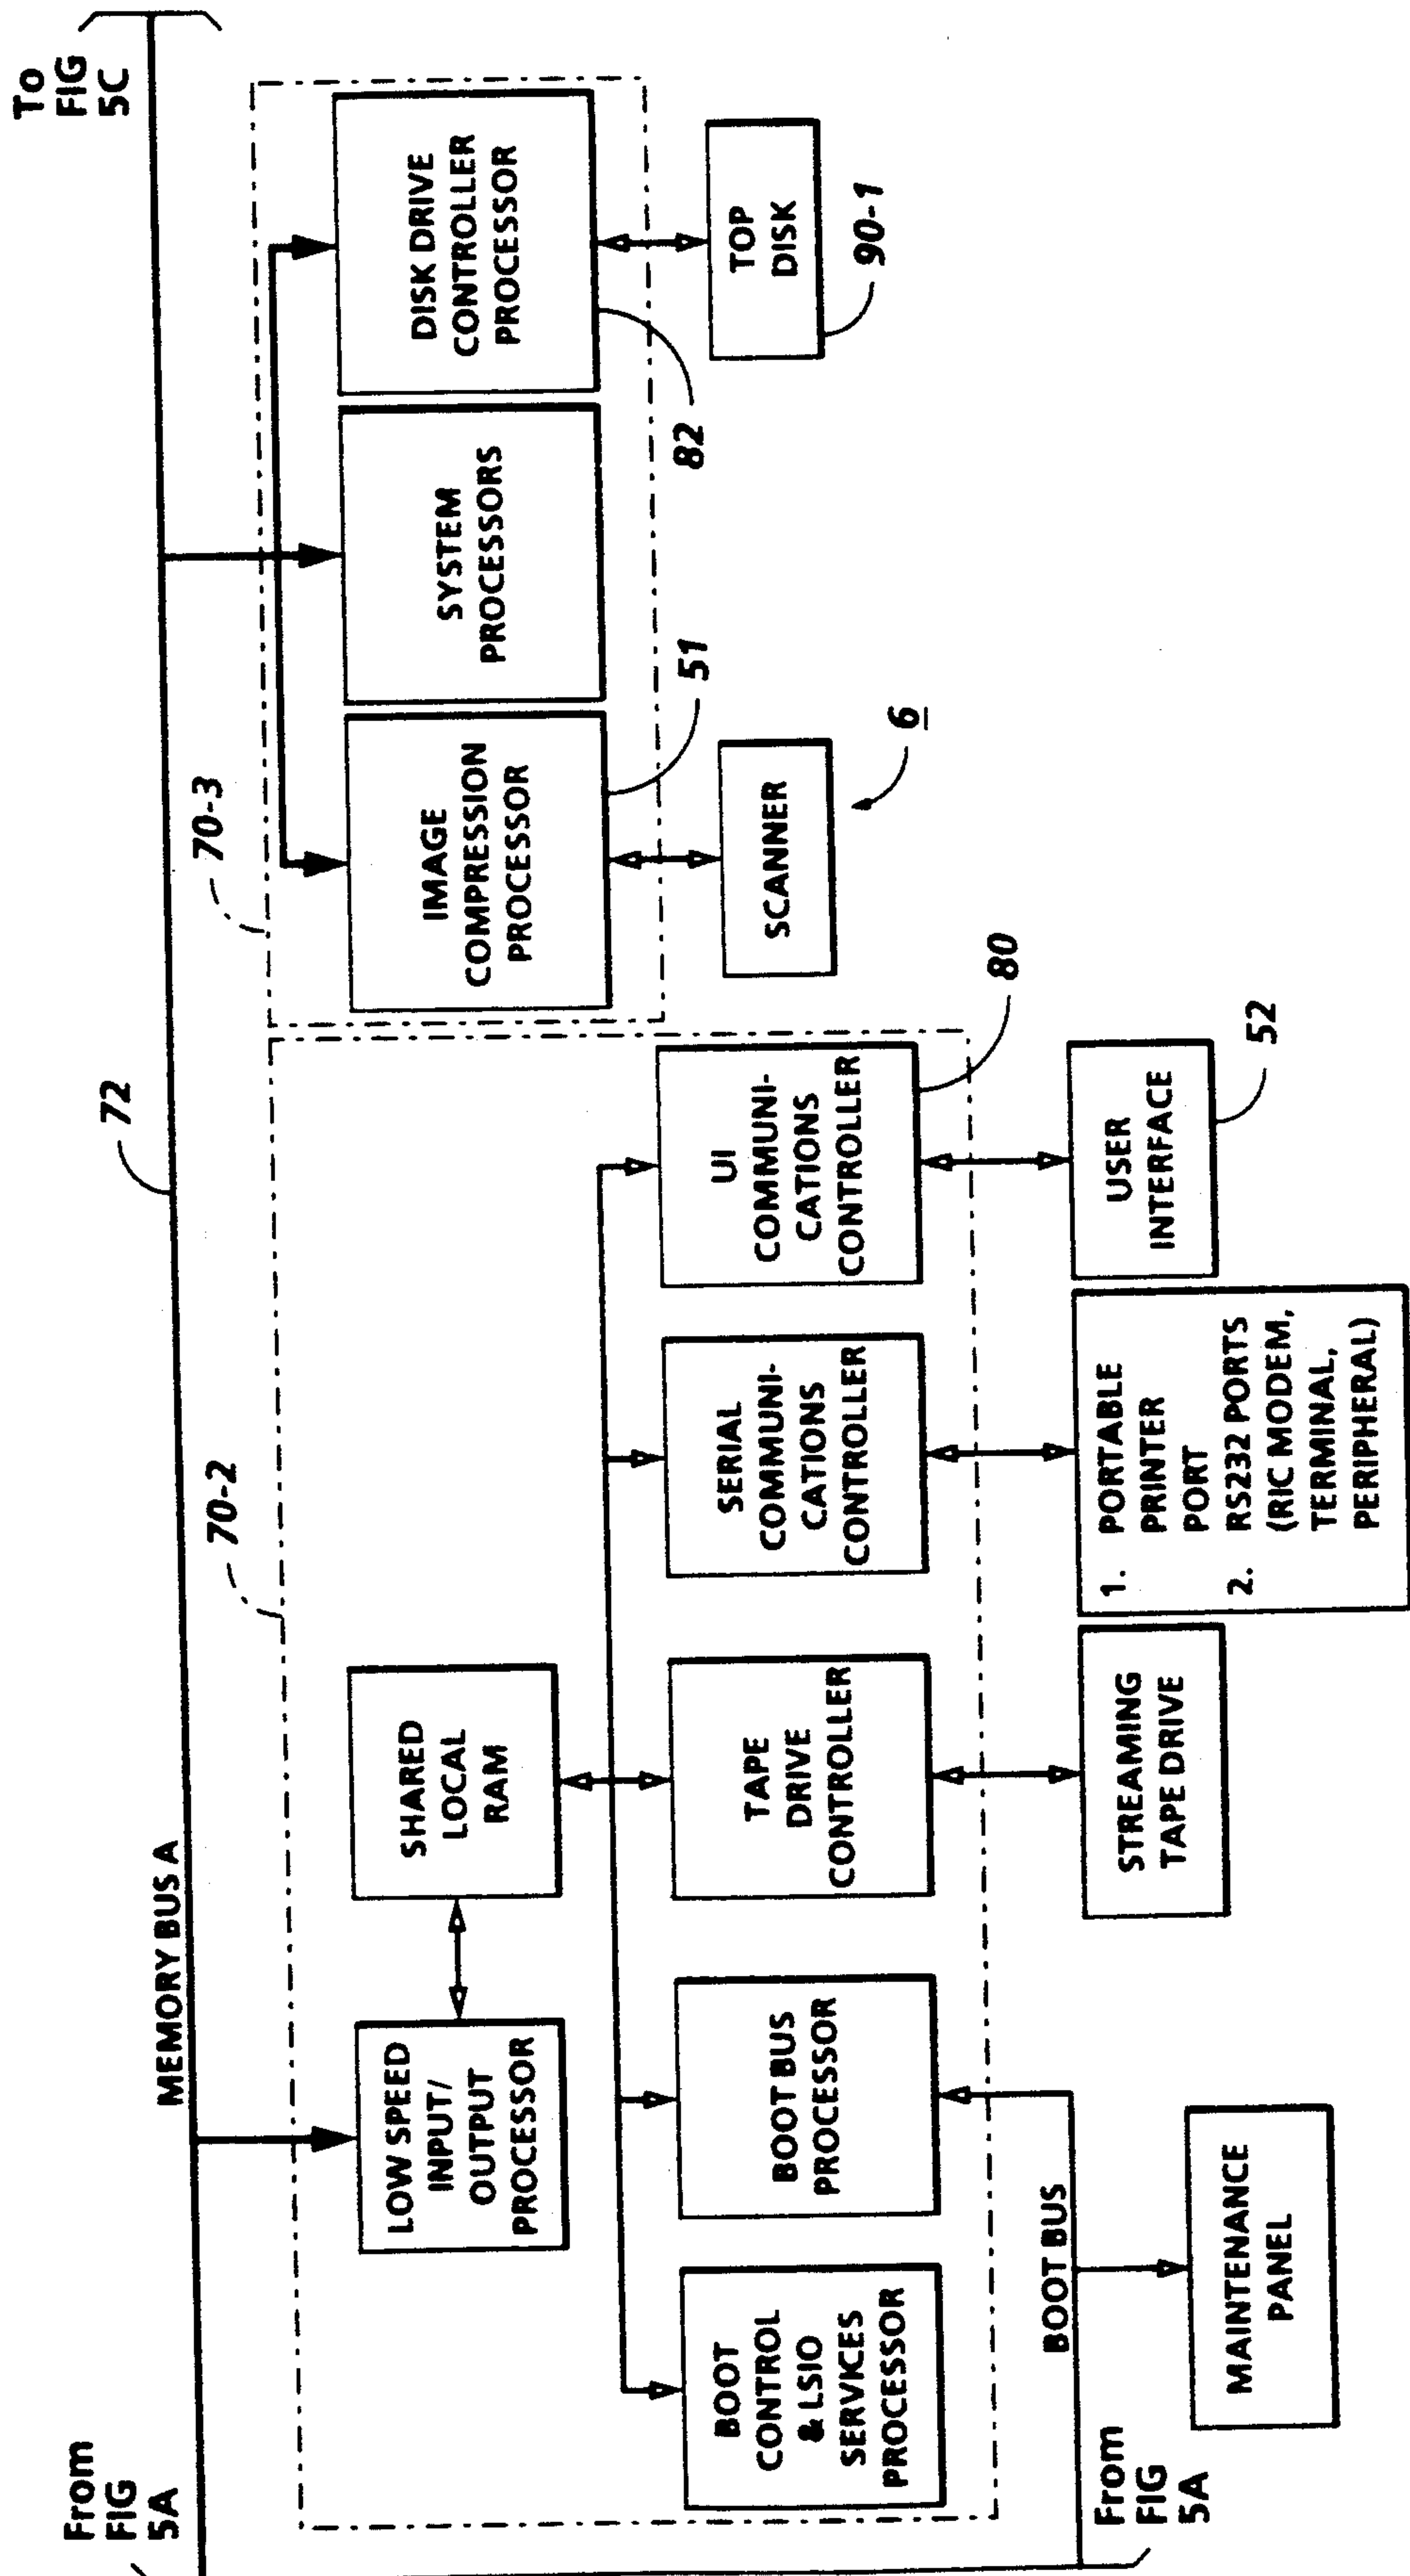 From
FIG
5A
MEMORY BUS A
72
To
FIG
5C
70-2
70-3
LOW SPEED
INPUT/
OUTPUT
PROCESSOR
SHARED
LOCAL
RAM
IMAGE
COMPRESSION
PROCESSOR
SYSTEM
PROCESSORS
DISK DRIVE
CONTROLLER
PROCESSOR
51
82
SCANNER
6
TOP
DISK
90-1
BOOT
CONTROL
& LSIO
SERVICES
PROCESSOR
BOOT BUS
PROCESSOR
TAPE
DRIVE
CONTROLLER
SERIAL
COMMUNI-
CATIONS
CONTROLLER
UI
COMMUNI-
CATIONS
CONTROLLER
80
BOOT BUS
From
FIG
5A
MAINTENANCE
PANEL
STREAMING
TAPE DRIVE
1. PORTABLE
PRINTER
PORT
2. RS232 PORTS
(RIC MODEM,
TERMINAL,
PERIPHERAL)
USER
INTERFACE
52